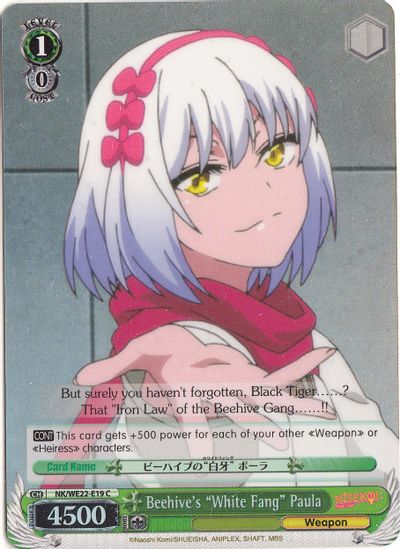 LEVEL
1
0
COST
But surely you haven't forgotten, Black Tiger......?
That "Iron Law" of the Beehive Gang......!!
CONT This card gets +500 power for each of your other «Weapon» or
«Heiress» characters.
ホワイトファング
Card Name ビーハイブの“白牙” ポーラ
CH NK/WE22-E19 C
Beehive's "White Fang" Paula
POWER 4500
Weapon
©Naoshi Komi/SHUEISHA, ANIPLEX, SHAFT, MBS